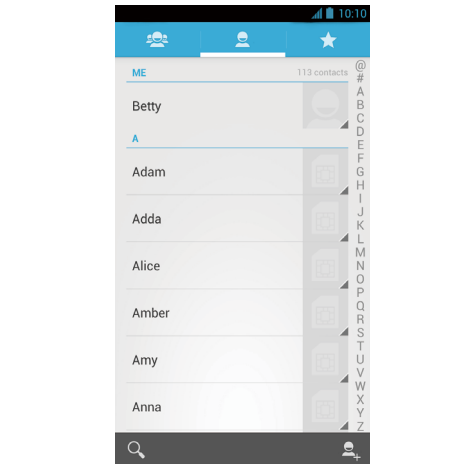 10:10
ME 113 contacts
Betty
A
Adam
Adda
Alice
Amber
Amy
Anna
@
#
A
B
C
D
E
F
G
H
I
J
K
L
M
N
O
P
Q
R
S
T
U
V
W
X
Y
Z